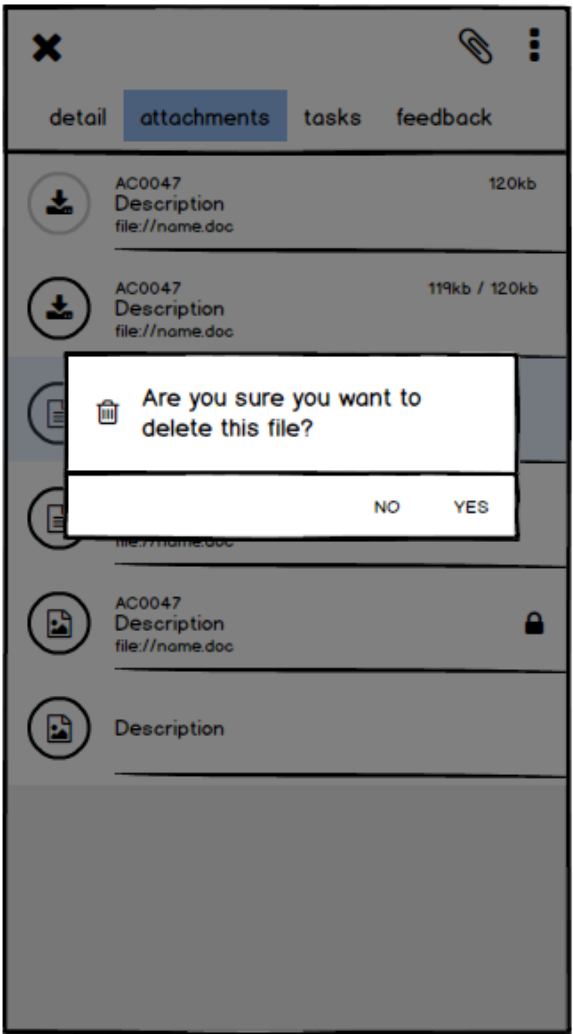 detail attachments tasks feedback
AC0047 120kb
Description
file://name.doc
AC0047 119kb / 120kb
Description
file://name.doc
Are you sure you want to
delete this file?
NO YES
AC0047
Description
file://name.doc
Description